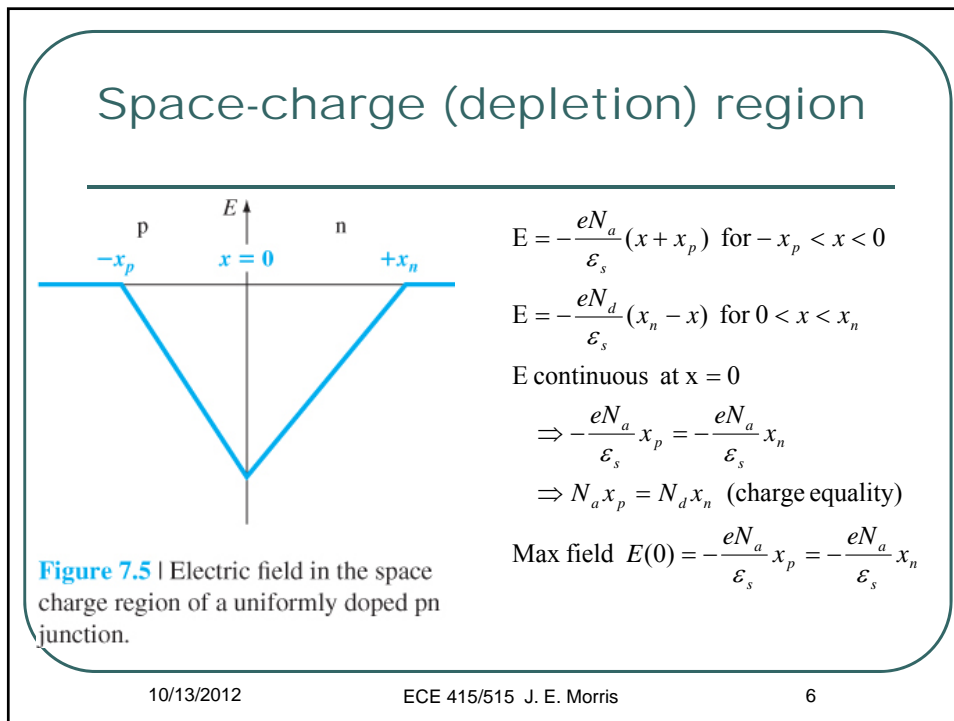 Space-charge (depletion) region
E
p
n
−x_p
x = 0
+x_n
Figure 7.5 | Electric field in the space
charge region of a uniformly doped pn
junction.
E = −(eN_a/ε_s)(x + x_p) for − x_p < x < 0
E = −(eN_d/ε_s)(x_n − x) for 0 < x < x_n
E continuous at x = 0
⇒ −(eN_a/ε_s)x_p = −(eN_a/ε_s)x_n
⇒ N_a x_p = N_d x_n (charge equality)
Max field E(0) = −(eN_a/ε_s)x_p = −(eN_a/ε_s)x_n
10/13/2012
ECE 415/515 J. E. Morris
6